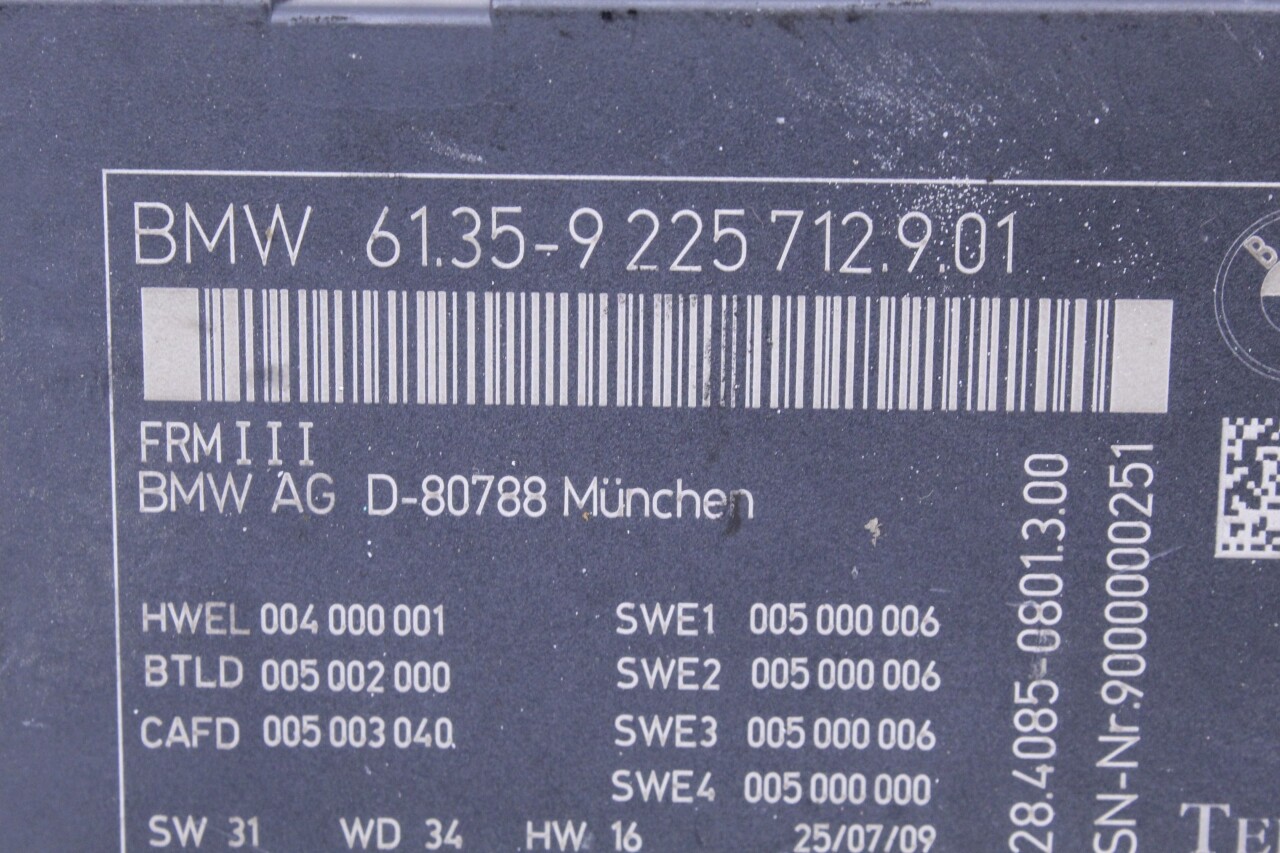 BMW 61.35-9 225 712.9.01
FRM III
BMW AG D-80788 München
HWEL 004 000 001 SWE1 005 000 006
BTLD 005 002 000 SWE2 005 000 006
CAFD 005 003 040 SWE3 005 000 006
SWE4 005 000 000
SW 31 WD 34 HW 16 25/07/09
28.4085-0801.3.00
SN-Nr.9000000251
B